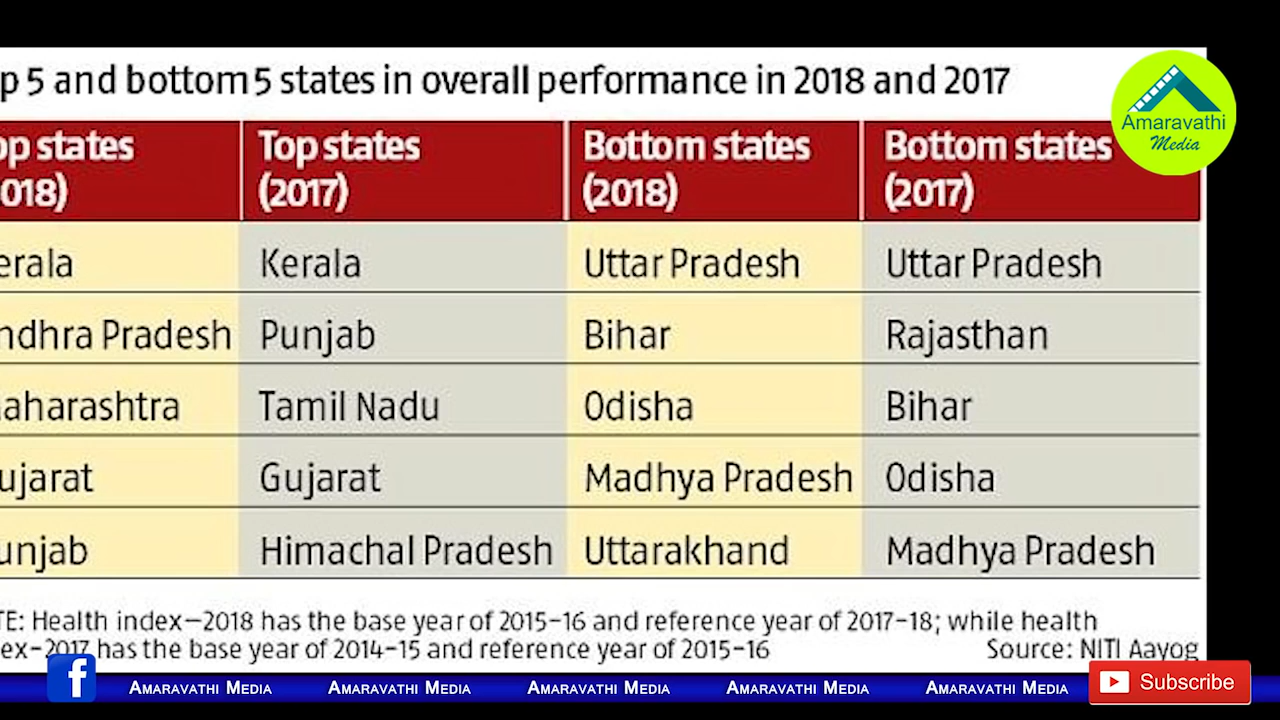 p 5 and bottom 5 states in overall performance in 2018 and 2017
Amaravathi
Media
op states
018)
Top states
(2017)
Bottom states
(2018)
Bottom states
(2017)
erala Kerala Uttar Pradesh Uttar Pradesh
ndhra Pradesh Punjab Bihar Rajasthan
aharashtra Tamil Nadu Odisha Bihar
ujarat Gujarat Madhya Pradesh Odisha
unjab Himachal Pradesh Uttarakhand Madhya Pradesh
TE: Health index–2018 has the base year of 2015–16 and reference year of 2017–18; while health
ex–2017 has the base year of 2014–15 and reference year of 2015–16 Source: NITI Aayog
f Amaravathi Media Amaravathi Media Amaravathi Media Amaravathi Media Amaravathi Media Subscribe